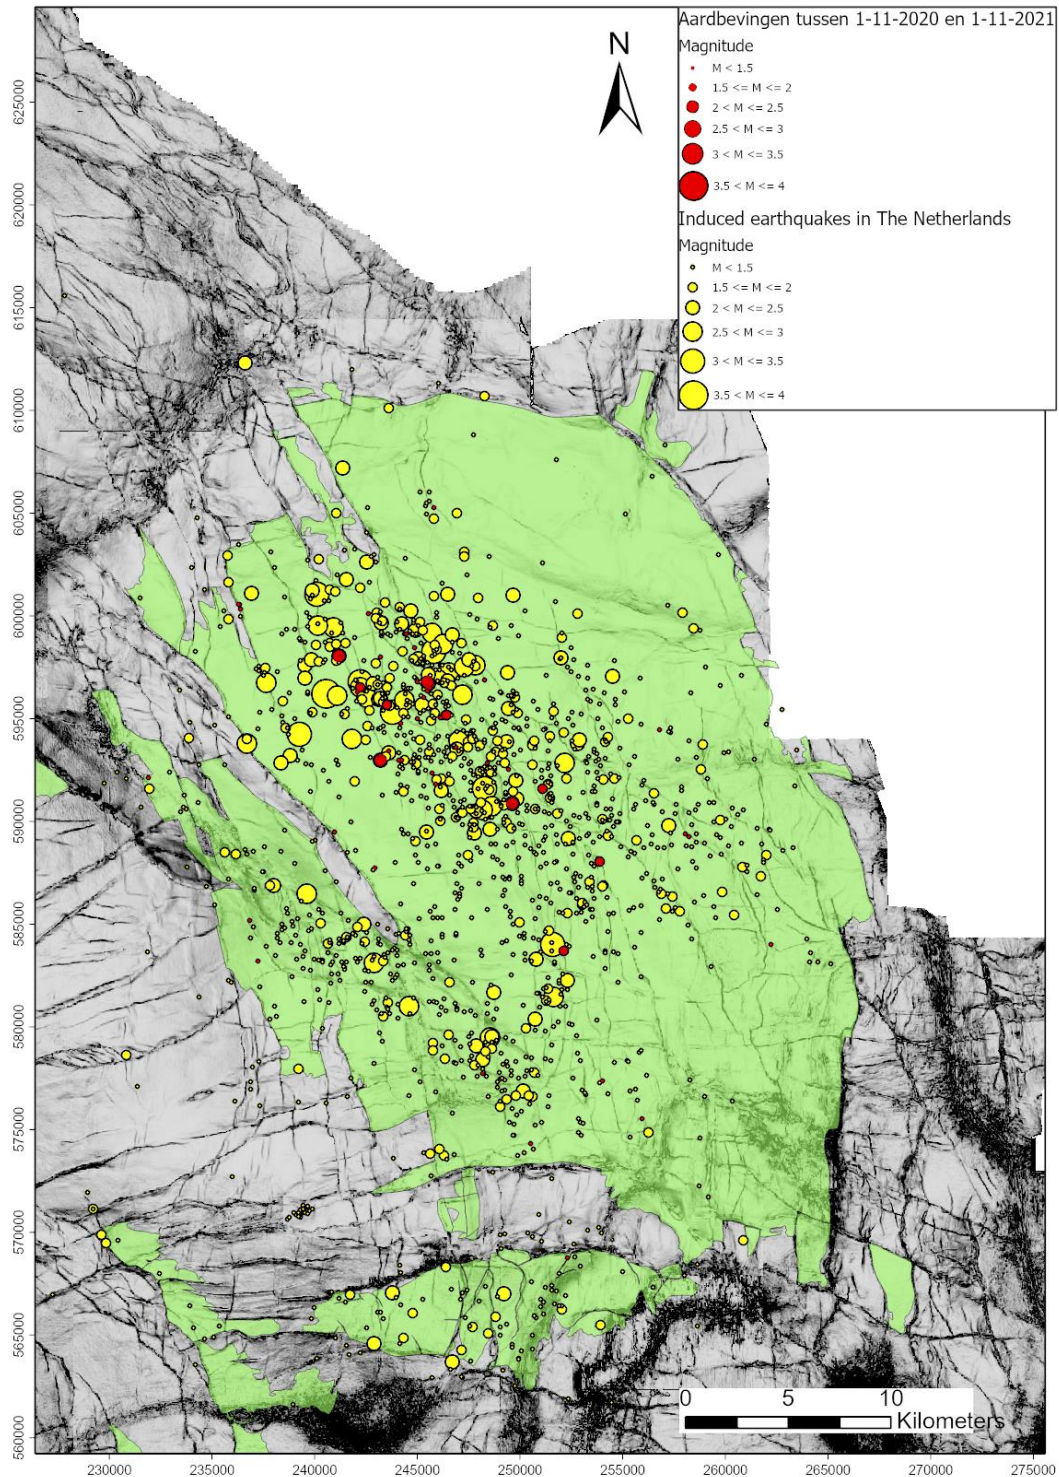 Aardbevingen tussen 1-11-2020 en 1-11-2021
Magnitude
M < 1.5
1.5 <= M <= 2
2 < M <= 2.5
2.5 < M <= 3
3 < M <= 3.5
3.5 < M <= 4
Induced earthquakes in The Netherlands
Magnitude
M < 1.5
1.5 <= M <= 2
2 < M <= 2.5
2.5 < M <= 3
3 < M <= 3.5
3.5 < M <= 4
N
625000
620000
615000
610000
605000
600000
595000
590000
585000
580000
575000
570000
565000
560000
0 5 10
Kilometers
230000 235000 240000 245000 250000 255000 260000 265000 270000 275000